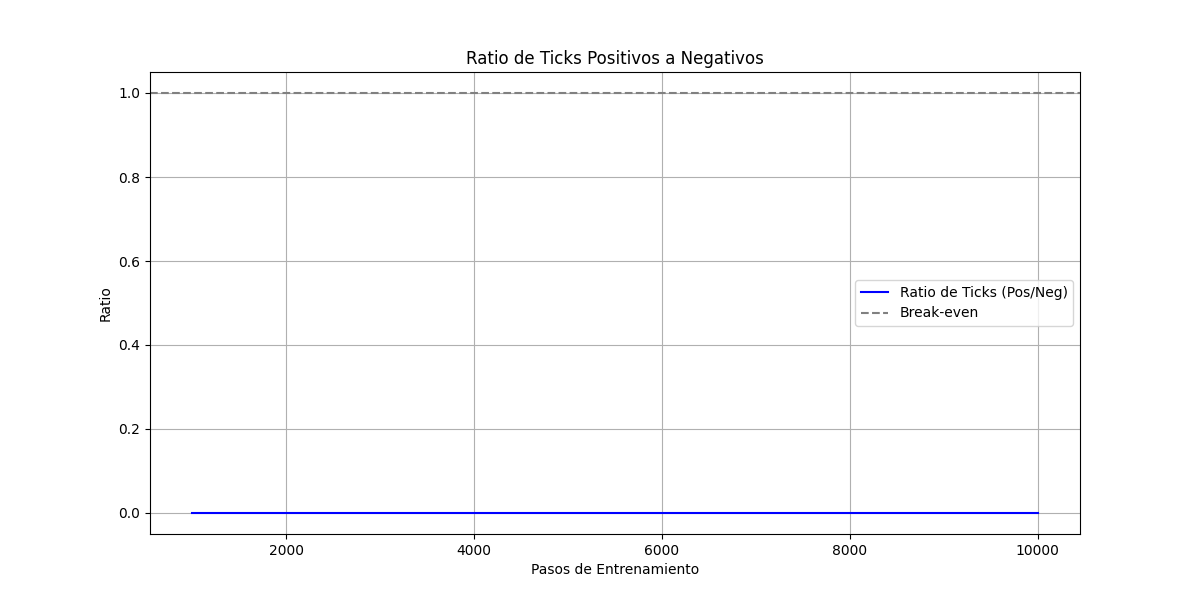 Ratio de Ticks Positivos a Negativos
1.0
0.8
0.6
0.4
0.2
0.0
Ratio
Ratio de Ticks (Pos/Neg)
Break-even
2000 4000 6000 8000 10000
Pasos de Entrenamiento